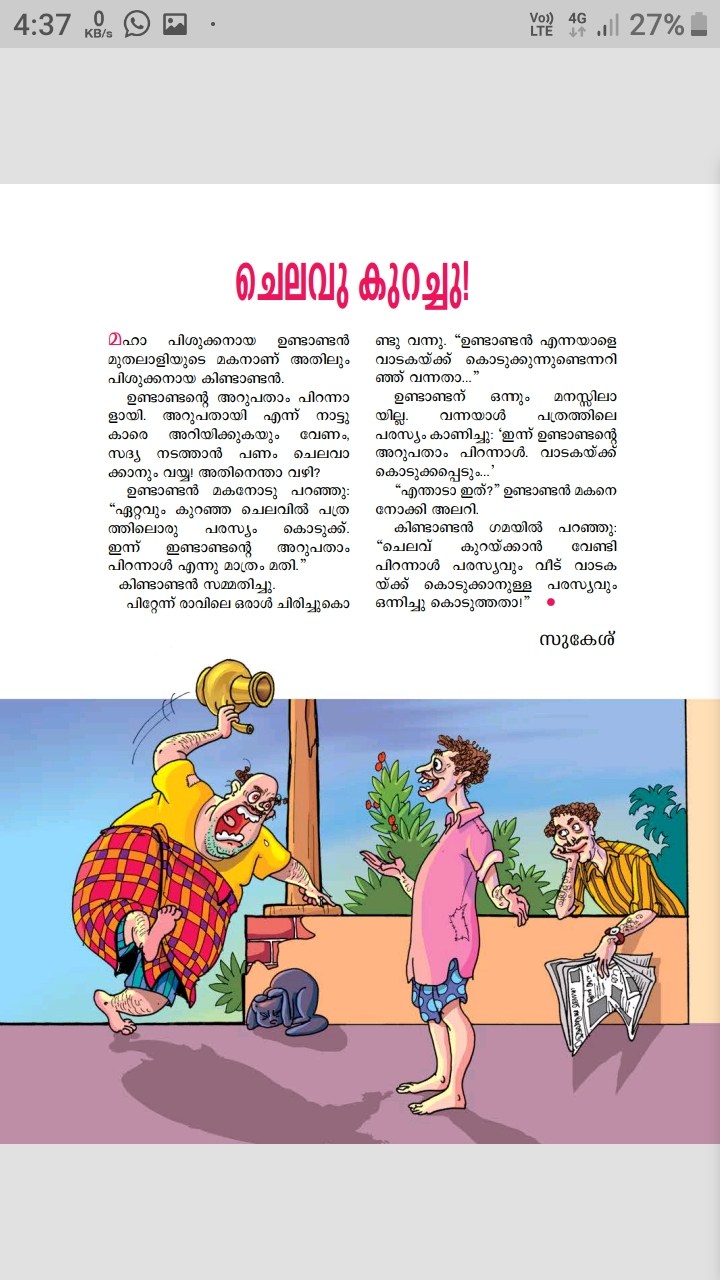 4:37
0
KB/s
Vo))
LTE
4G
27%
ചെലവു കുറച്ചു!
മഹാ പിശുക്കനായ ഉണ്ടാണ്ടൻ
മുതലാളിയുടെ മകനാണ് അതിലും
പിശുക്കനായ കിണ്ടാണ്ടൻ.
ഉണ്ടാണ്ടന്റെ അറുപതാം പിറന്നാ
ളായി. അറുപതായി എന്ന് നാട്ടു
കാരെ അറിയിക്കുകയും വേണം,
സദ്യ നടത്താൻ പണം ചെലവാ
ക്കാനും വയ്യ! അതിനെന്താ വഴി?
ഉണ്ടാണ്ടൻ മകനോടു പറഞ്ഞു:
“ഏറ്റവും കുറഞ്ഞ ചെലവിൽ പത്ര
ത്തിലൊരു പരസ്യം കൊടുക്ക്.
ഇന്ന് ഇണ്ടാണ്ടന്റെ അറുപതാം
പിറന്നാൾ എന്നു മാത്രം മതി.”
കിണ്ടാണ്ടൻ സമ്മതിച്ചു.
പിറ്റേന്ന് രാവിലെ ഒരാൾ ചിരിച്ചുകൊ
ണ്ടു വന്നു. “ഉണ്ടാണ്ടൻ എന്നയാളെ
വാടകയ്ക്ക് കൊടുക്കുന്നുണ്ടെന്നറി
ഞ്ഞ് വന്നതാ...”
ഉണ്ടാണ്ടന് ഒന്നും മനസ്സിലാ
യില്ല. വന്നയാൾ പത്രത്തിലെ
പരസ്യം കാണിച്ചു: ‘ഇന്ന് ഉണ്ടാണ്ടന്റെ
അറുപതാം പിറന്നാൾ. വാടകയ്ക്ക്
കൊടുക്കപ്പെടും...’
“എന്താടാ ഇത്?” ഉണ്ടാണ്ടൻ മകനെ
നോക്കി അലറി.
കിണ്ടാണ്ടൻ ഗമയിൽ പറഞ്ഞു:
“ചെലവ് കുറയ്ക്കാൻ വേണ്ടി
പിറന്നാൾ പരസ്യവും വീട് വാടക
യ്ക്ക് കൊടുക്കാനുള്ള പരസ്യവും
ഒന്നിച്ചു കൊടുത്തതാ!”
സുകേശ്